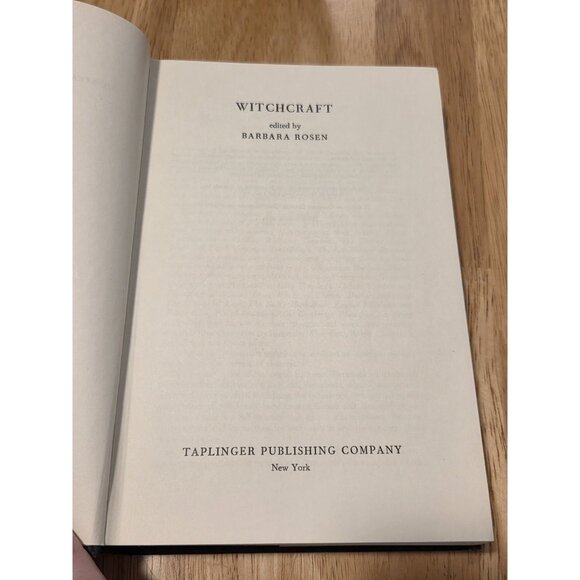 WITCHCRAFT
edited by
BARBARA ROSEN
TAPLINGER PUBLISHING COMPANY
New York